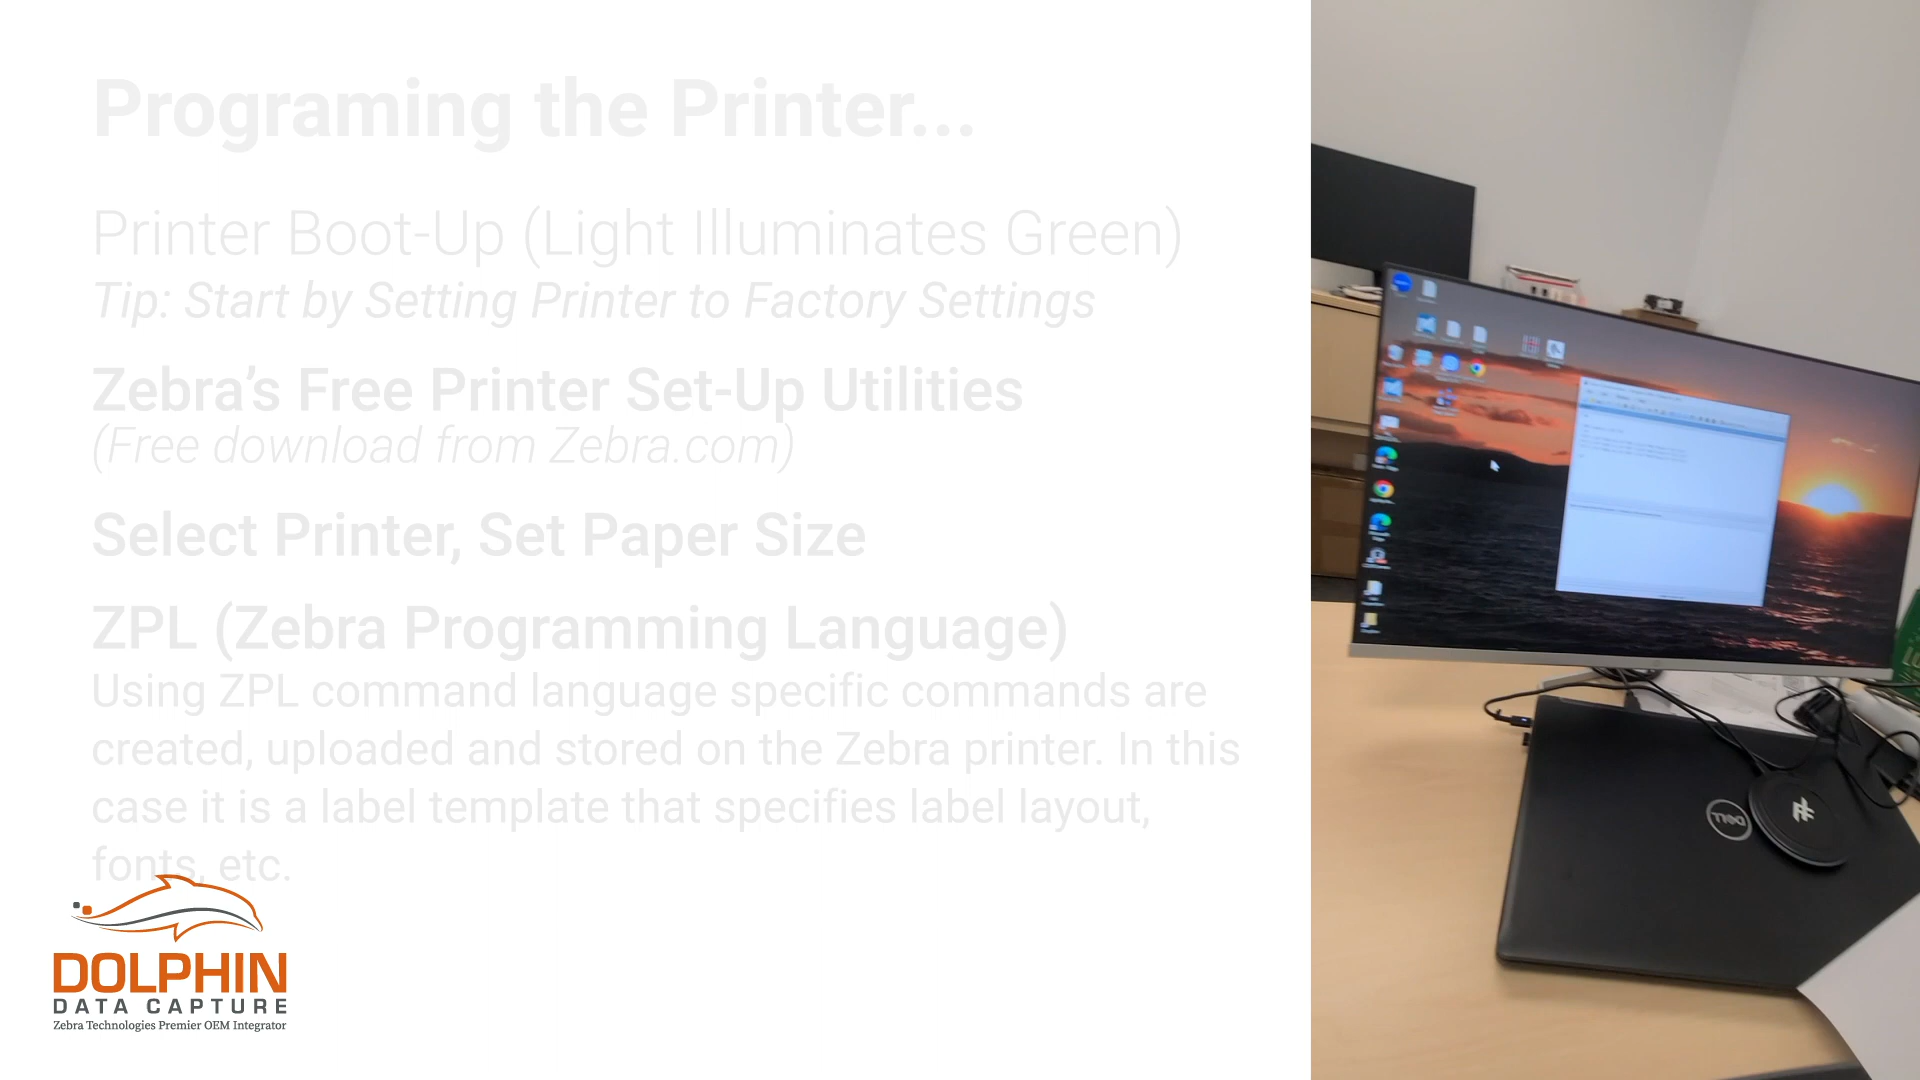 Programing the Printer...
Printer Boot-Up (Light Illuminates Green)
Tip: Start by Setting Printer to Factory Settings
Zebra's Free Printer Set-Up Utilities
(Free download from Zebra.com)
Select Printer, Set Paper Size
ZPL (Zebra Programming Language)
Using ZPL command language specific commands are
created, uploaded and stored on the Zebra printer. In this
case it is a label template that specifies label layout,
fonts, etc.
DOLPHIN
DATA CAPTURE
Zebra Technologies Premier OEM Integrator
DELL